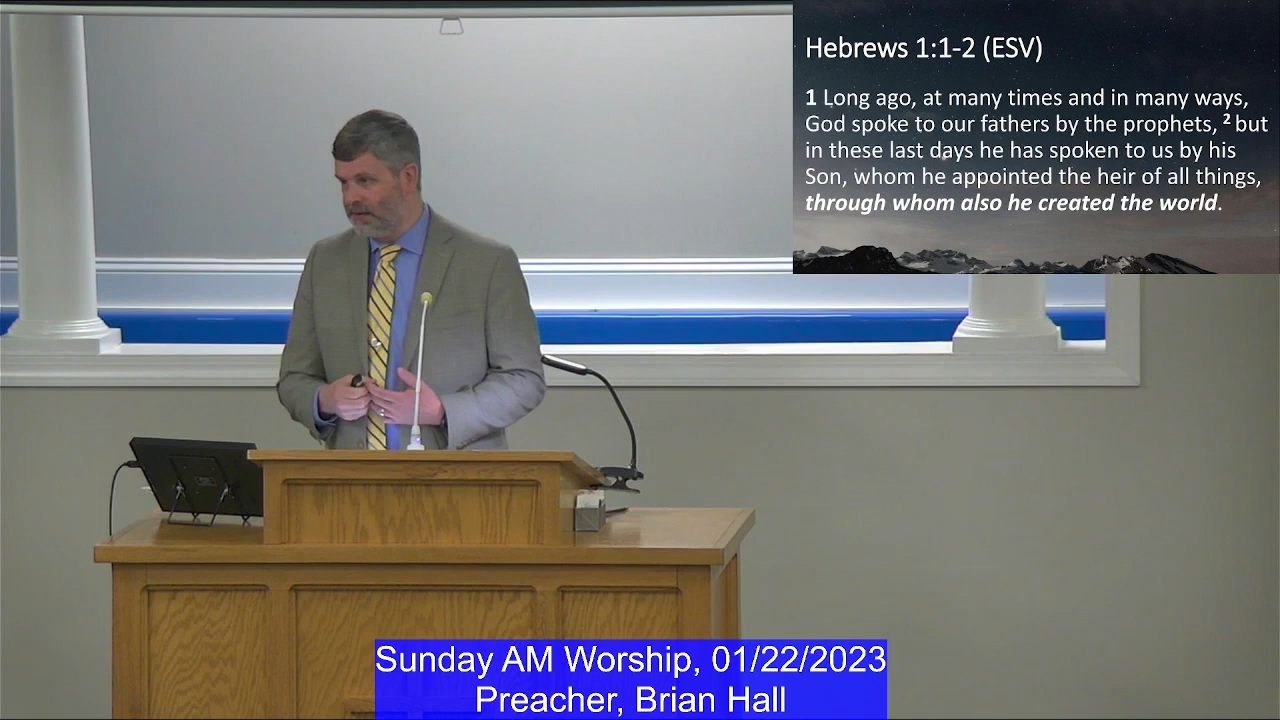 Hebrews 1:1-2 (ESV)
1 Long ago, at many times and in many ways,
God spoke to our fathers by the prophets, 2 but
in these last days he has spoken to us by his
Son, whom he appointed the heir of all things,
through whom also he created the world.
Sunday AM Worship, 01/22/2023
Preacher, Brian Hall